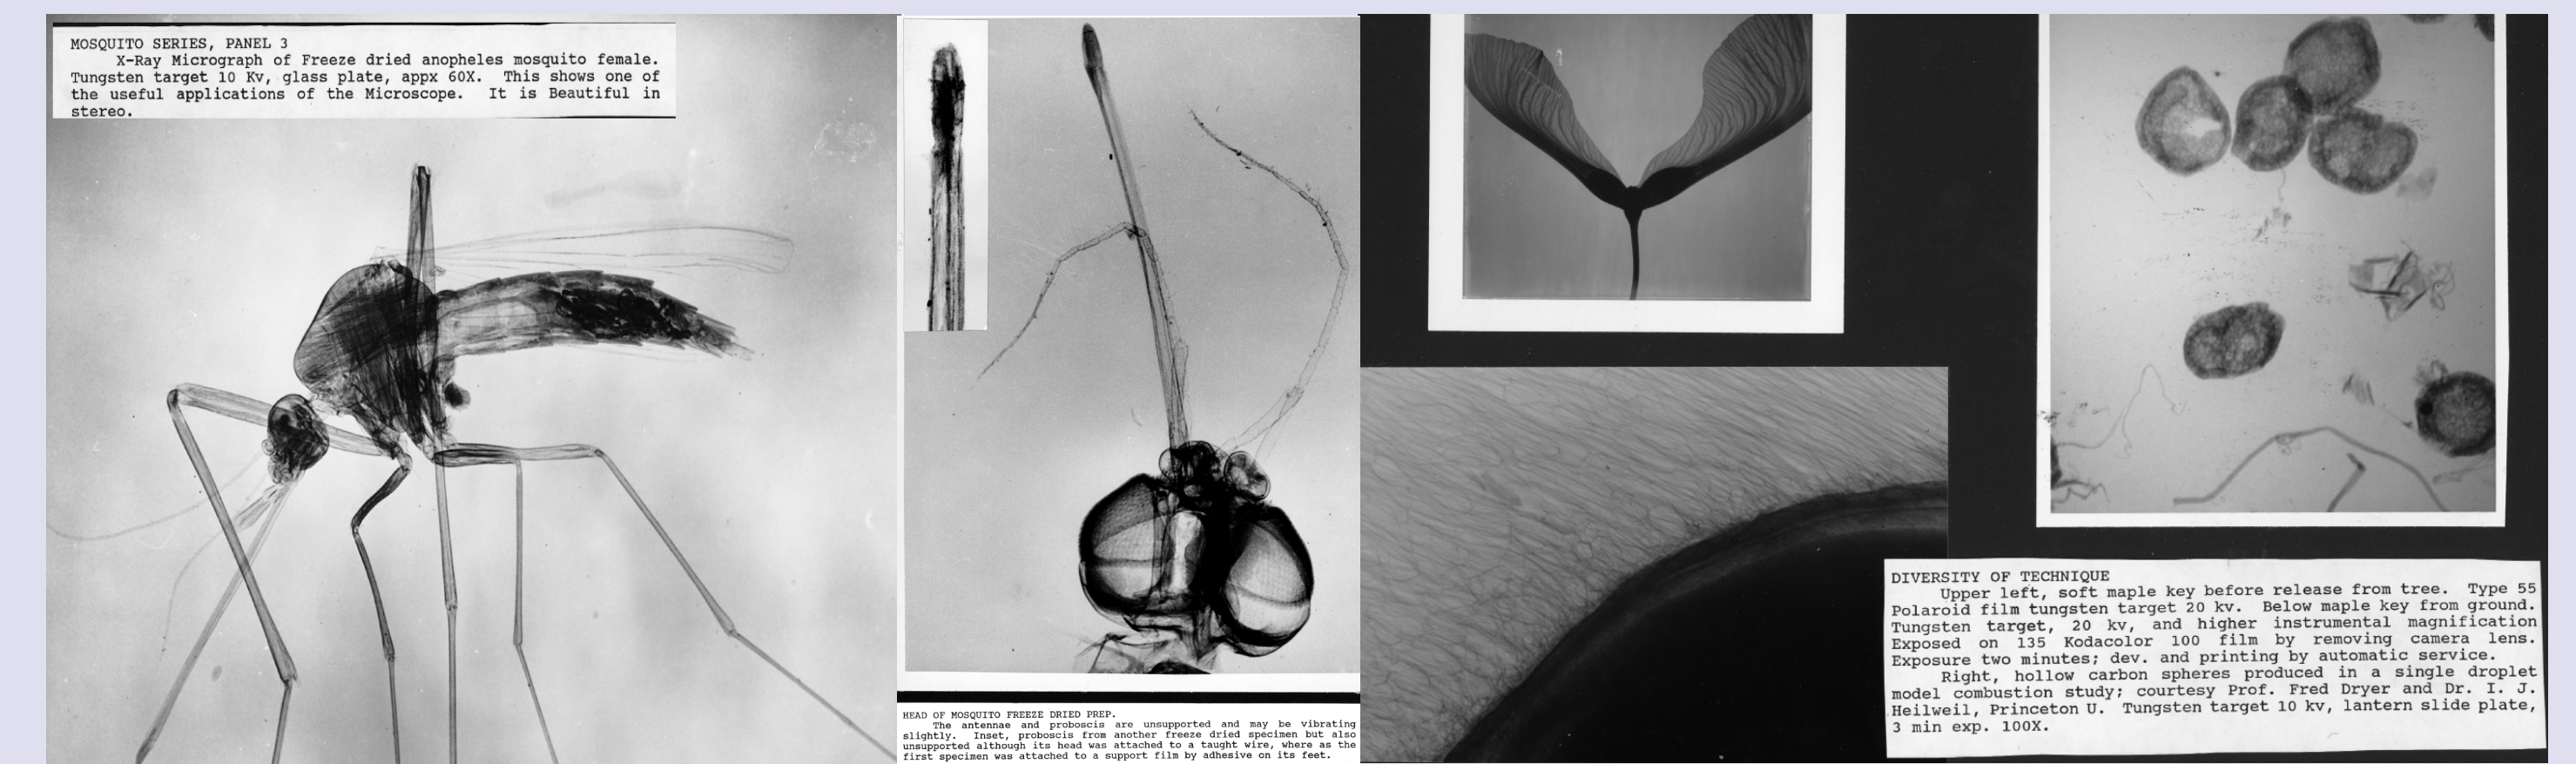 MOSQUITO SERIES, PANEL 3
X-Ray Micrograph of Freeze dried anopheles mosquito female.
Tungsten target 10 Kv, glass plate, appx 60X. This shows one of
the useful applications of the Microscope. It is Beautiful in
stereo.
HEAD OF MOSQUITO FREEZE DRIED PREP.
The antennae and proboscis are unsupported and may be vibrating
slightly. Inset, proboscis from another freeze dried specimen but also
unsupported although its head was attached to a taught wire, where as the
first specimen was attached to a support film by adhesive on its feet.
DIVERSITY OF TECHNIQUE
Upper left, soft maple key before release from tree. Type 55
Polaroid film tungsten target 20 kv. Below maple key from ground.
Tungsten target, 20 kv, and higher instrumental magnification
Exposed on 135 Kodacolor 100 film by removing camera lens.
Exposure two minutes; dev. and printing by automatic service.
Right, hollow carbon spheres produced in a single droplet
model combustion study; courtesy Prof. Fred Dryer and Dr. I. J.
Heilweil, Princeton U. Tungsten target 10 kv, lantern slide plate,
3 min exp. 100X.